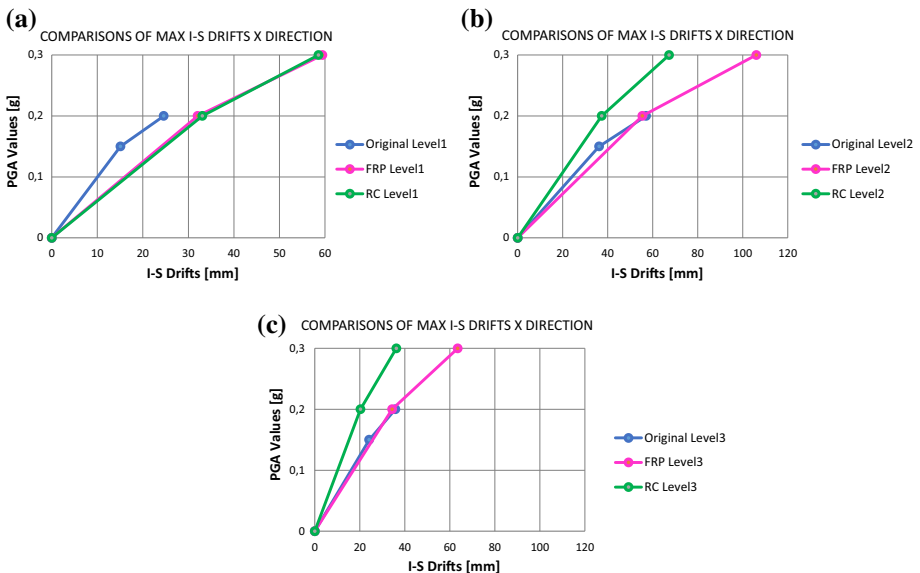 (a)
COMPARISONS OF MAX I-S DRIFTS X DIRECTION
PGA Values [g]
0,3
0,2
0,1
0
0 10 20 30 40 50 60
I-S Drifts [mm]
Original Level1
FRP Level1
RC Level1
(b)
COMPARISONS OF MAX I-S DRIFTS X DIRECTION
PGA Values [g]
0,3
0,2
0,1
0
0 20 40 60 80 100 120
I-S Drifts [mm]
Original Level2
FRP Level2
RC Level2
(c) COMPARISONS OF MAX I-S DRIFTS X DIRECTION
PGA Values [g]
0,3
0,2
0,1
0
0 20 40 60 80 100 120
I-S Drifts [mm]
Original Level3
FRP Level3
RC Level3